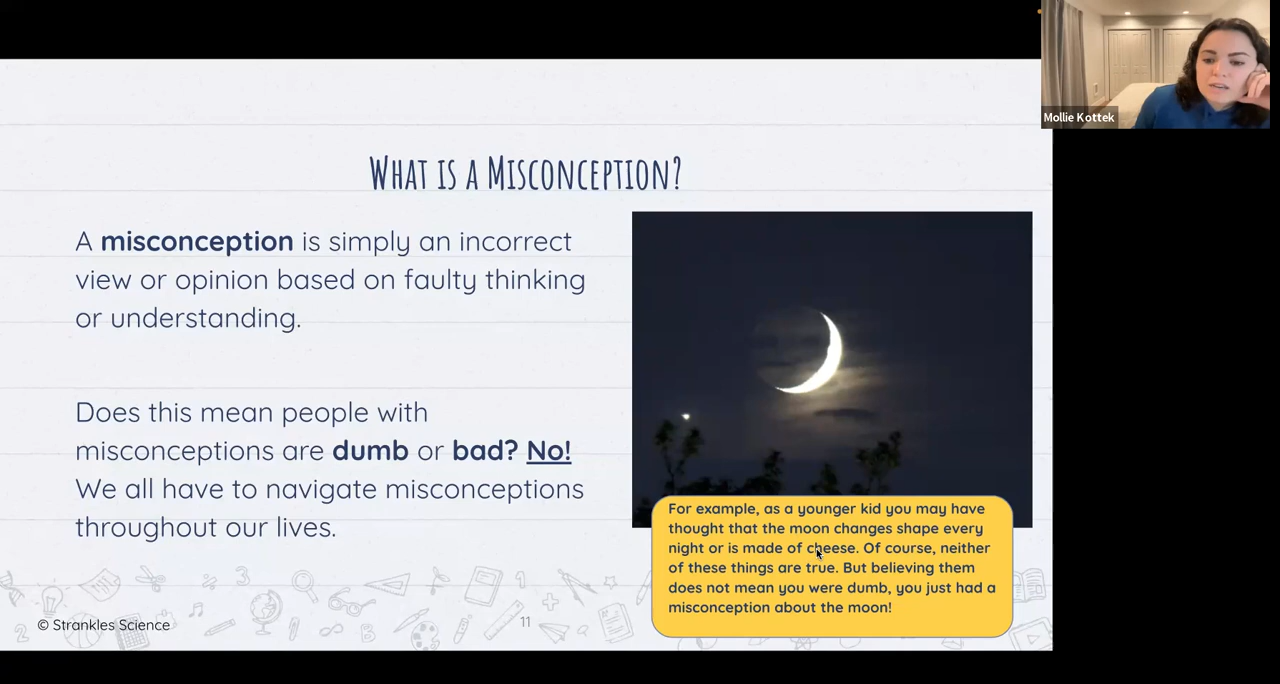 Mollie Kottek
What is a Misconception?
A misconception is simply an incorrect
view or opinion based on faulty thinking
or understanding.
Does this mean people with
misconceptions are dumb or bad? No!
We all have to navigate misconceptions
throughout our lives.
For example, as a younger kid you may have
thought that the moon changes shape every
night or is made of cheese. Of course, neither
of these things are true. But believing them
does not mean you were dumb, you just had a
misconception about the moon!
© Strankles Science
11